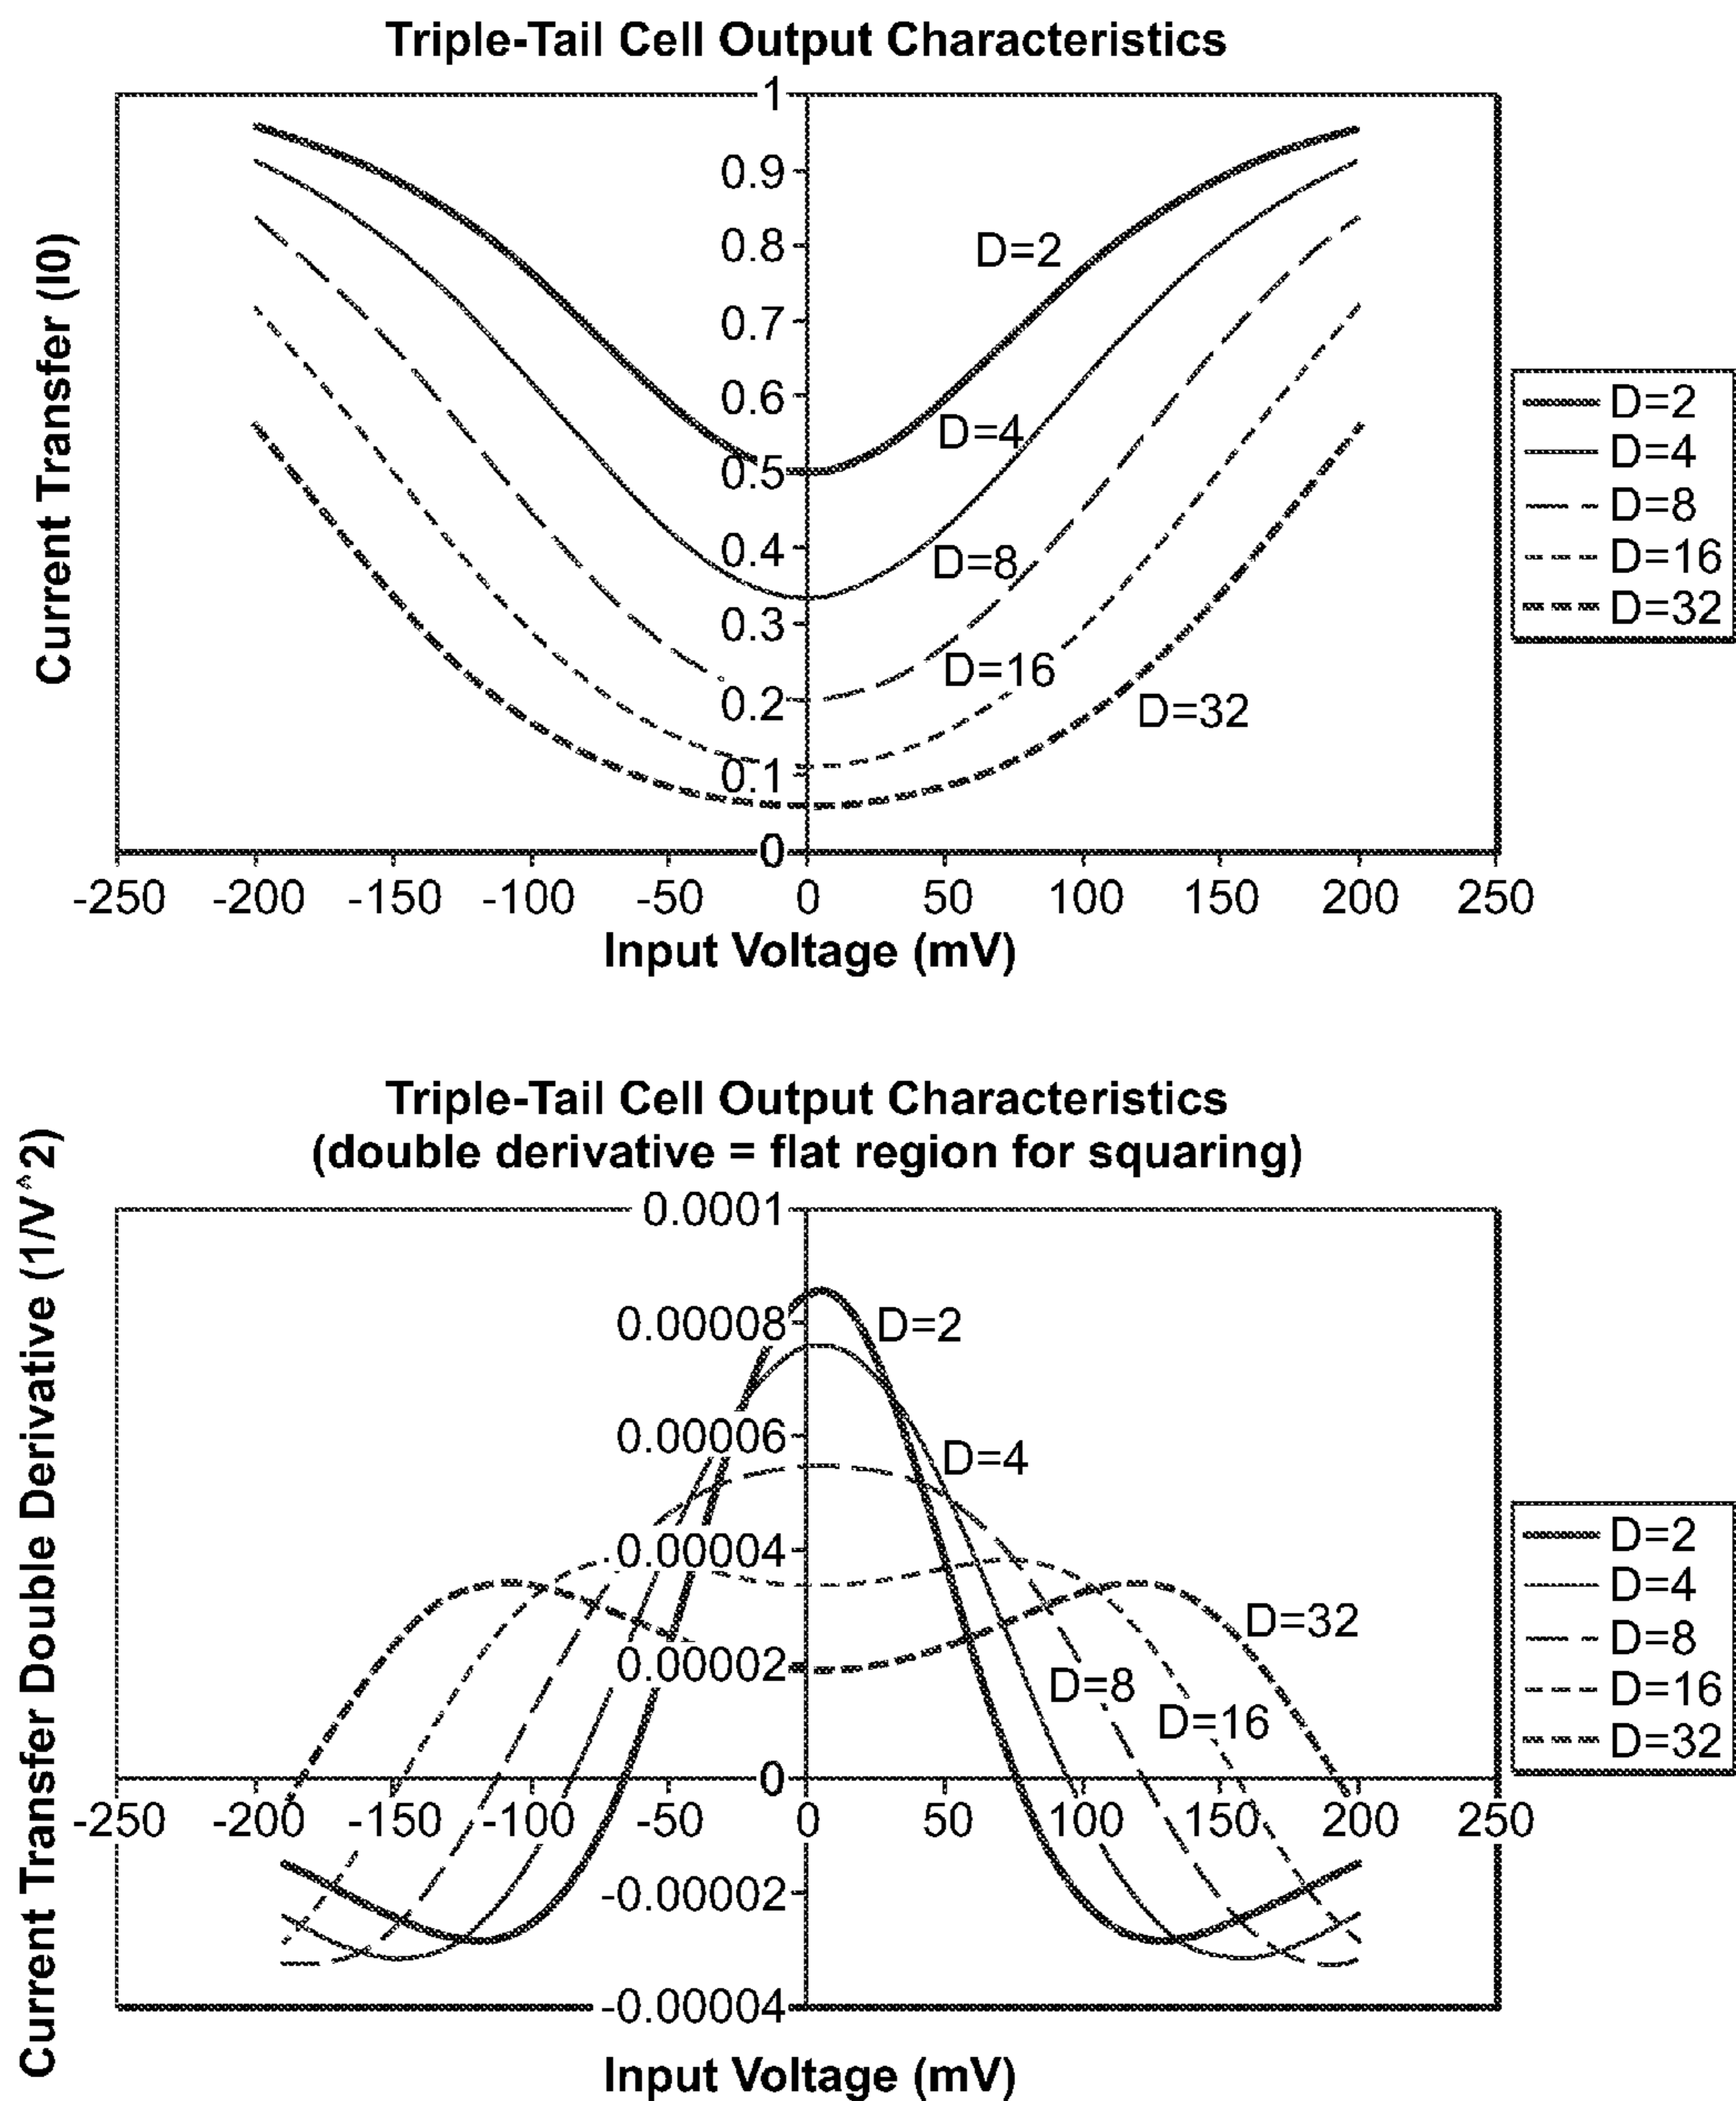 Triple-Tail Cell Output Characteristics
Current Transfer (I0)
1
0.9
0.8
0.7
0.6
0.5
0.4
0.3
0.2
0.1
0
D=2
D=4
D=8
D=16
D=32
-250 -200 -150 -100 -50 0 50 100 150 200 250
Input Voltage (mV)
D=2
D=4
D=8
D=16
D=32
Triple-Tail Cell Output Characteristics
(double derivative = flat region for squaring)
Current Transfer Double Derivative (1/V^2)
0.0001
0.00008
0.00006
0.00004
0.00002
0
-0.00002
-0.00004
D=2
D=4
D=32
D=8
D=16
-250 -200 -150 -100 -50 0 50 100 150 200 250
Input Voltage (mV)
D=2
D=4
D=8
D=16
D=32